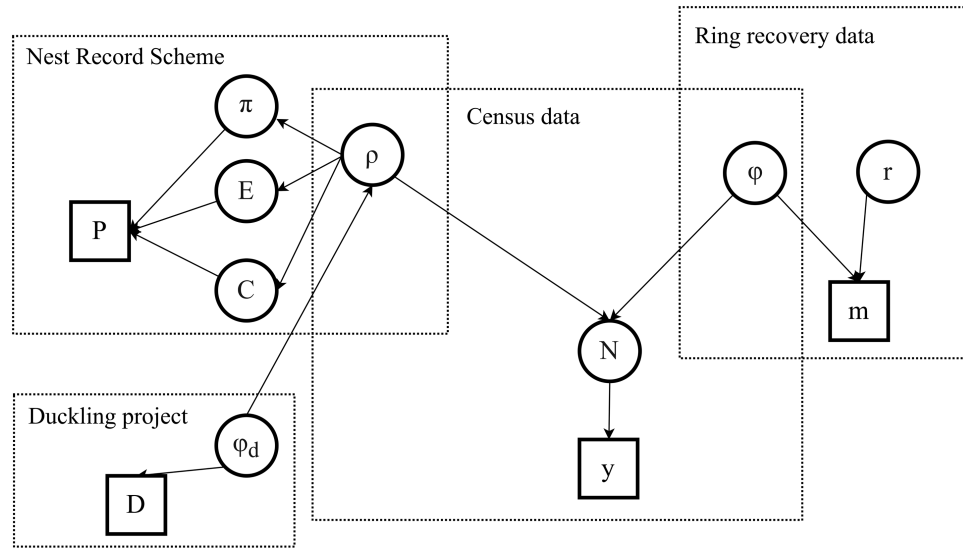 Ring recovery data
Nest Record Scheme
Census data
π
ρ
φ
r
E
P
C
m
N
Duckling project
φd
y
D